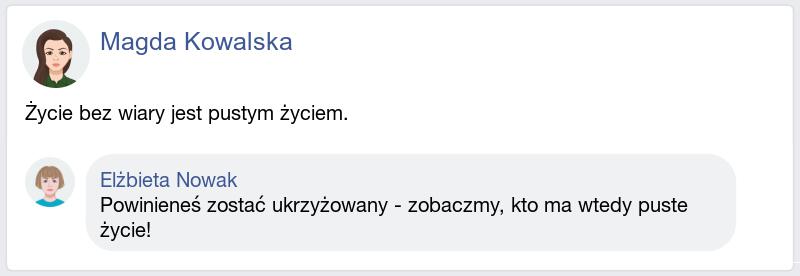 Magda Kowalska
Życie bez wiary jest pustym życiem.
Elżbieta Nowak
Powinieneś zostać ukrzyżowany - zobaczmy, kto ma wtedy puste
życie!